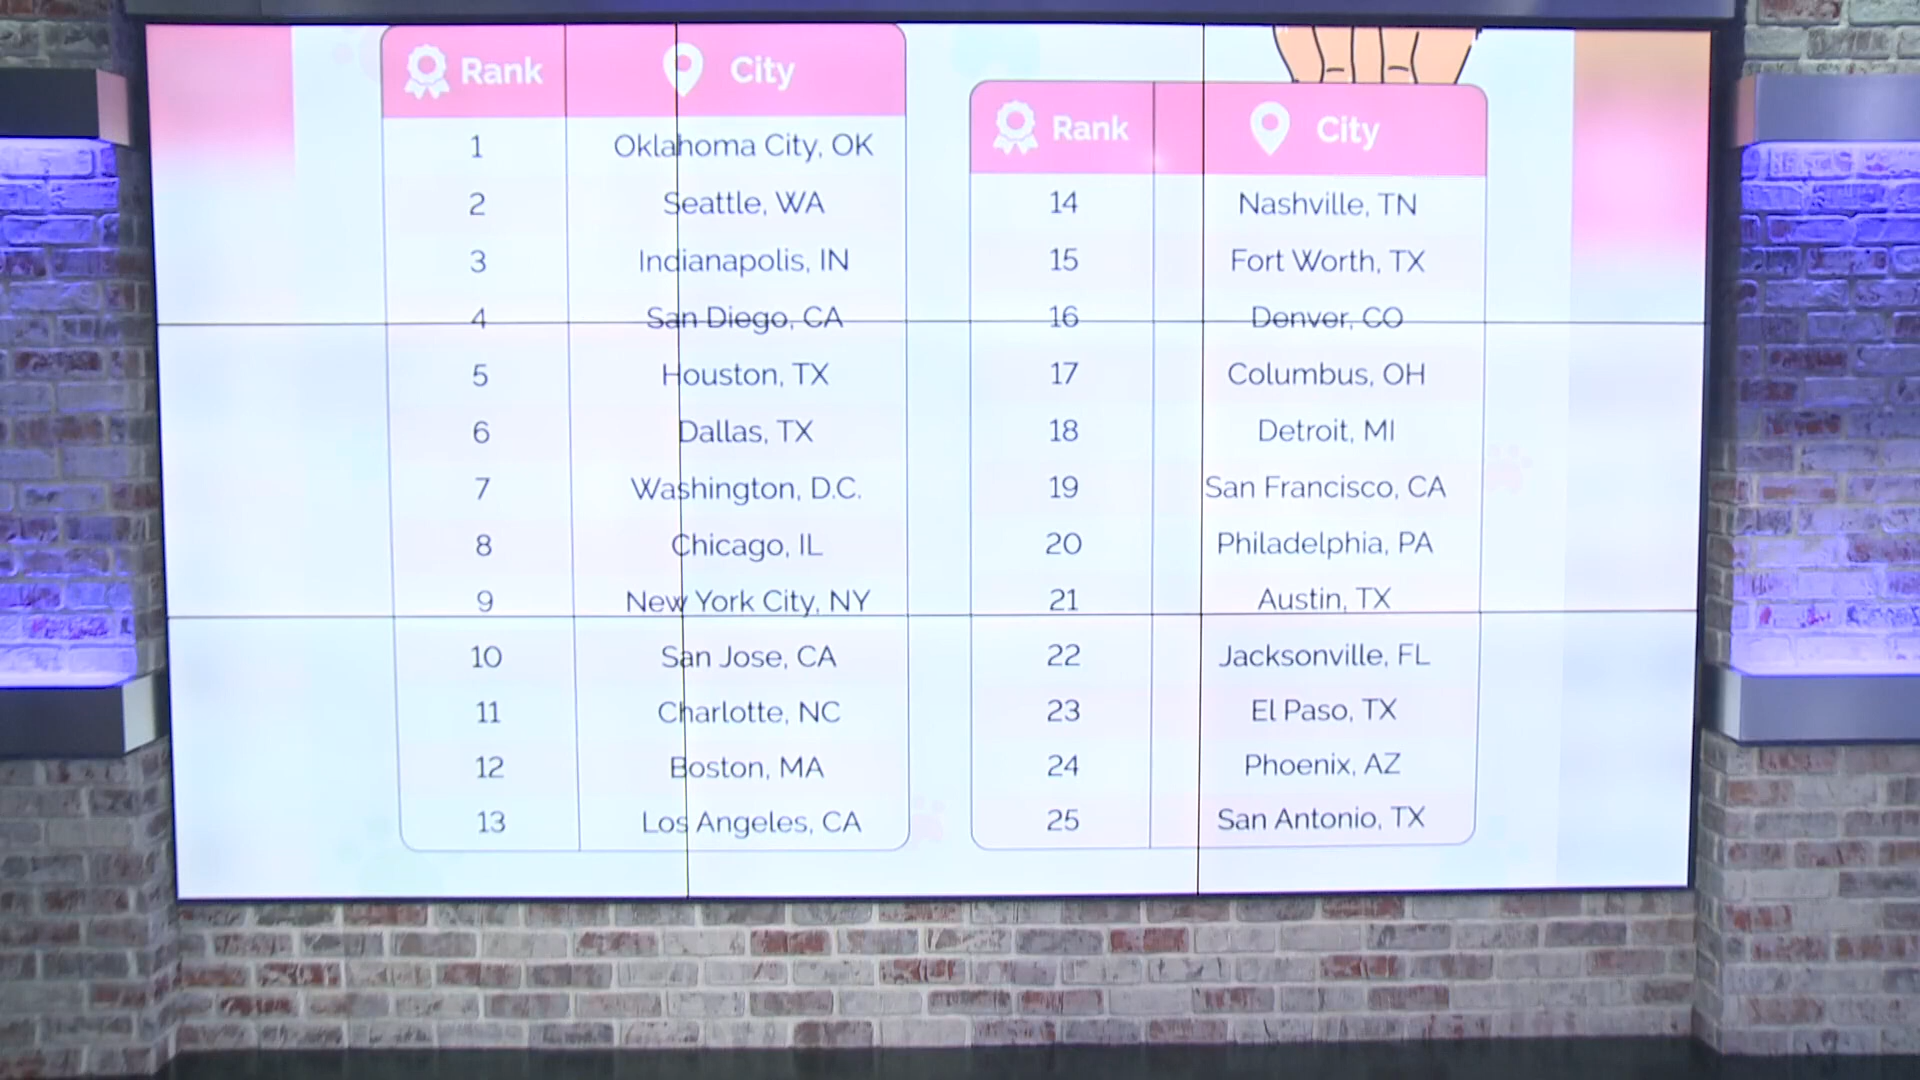 Rank City
1 Oklahoma City, OK
2 Seattle, WA
3 Indianapolis, IN
4 San Diego, CA
5 Houston, TX
6 Dallas, TX
7 Washington, D.C.
8 Chicago, IL
9 New York City, NY
10 San Jose, CA
11 Charlotte, NC
12 Boston, MA
13 Los Angeles, CA
Rank City
14 Nashville, TN
15 Fort Worth, TX
16 Denver, CO
17 Columbus, OH
18 Detroit, MI
19 San Francisco, CA
20 Philadelphia, PA
21 Austin, TX
22 Jacksonville, FL
23 El Paso, TX
24 Phoenix, AZ
25 San Antonio, TX